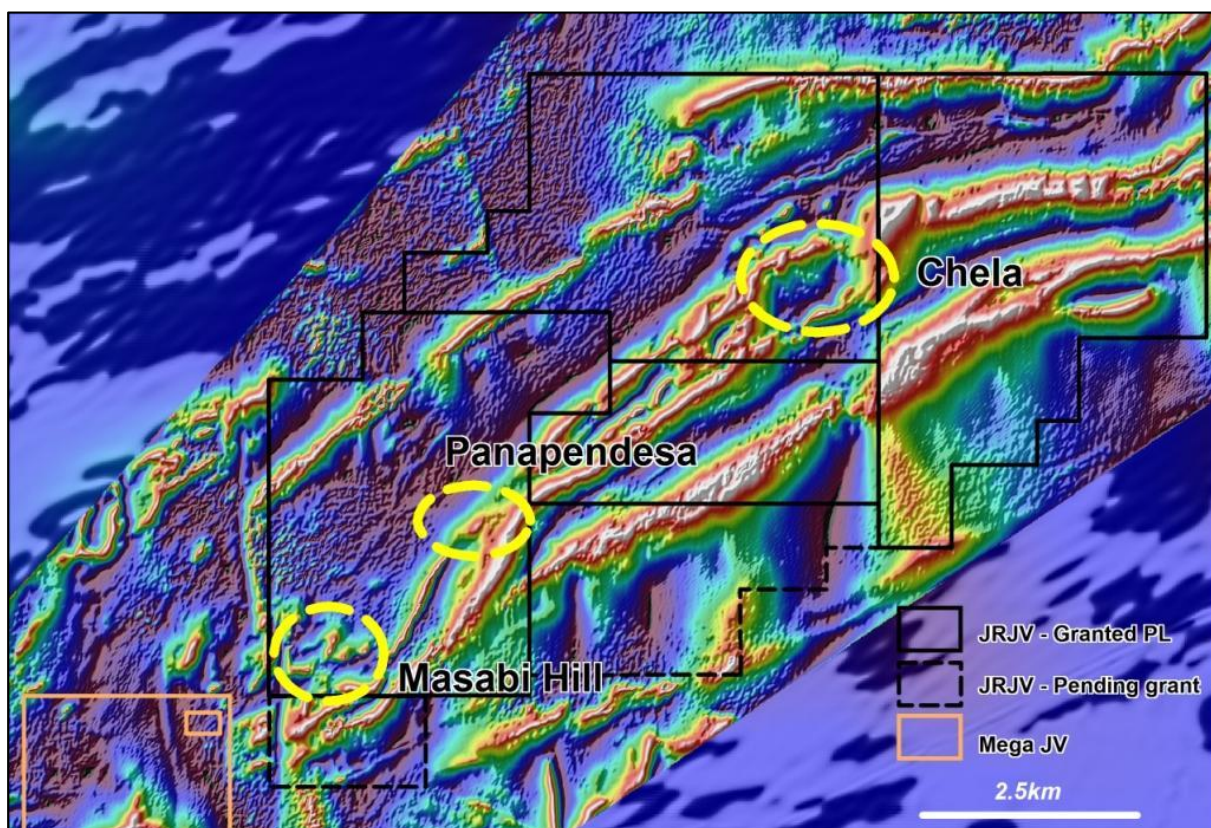 Chela
Panapendesa
Masabi Hill
JRJV - Granted PL
JRJV - Pending grant
Mega JV
2.5km